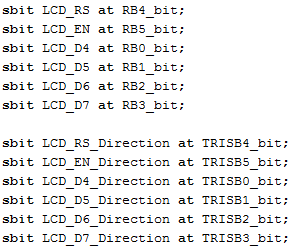 sbit LCD_RS at RB4_bit;
sbit LCD_EN at RB5_bit;
sbit LCD_D4 at RB0_bit;
sbit LCD_D5 at RB1_bit;
sbit LCD_D6 at RB2_bit;
sbit LCD_D7 at RB3_bit;

sbit LCD_RS_Direction at TRISB4_bit;
sbit LCD_EN_Direction at TRISB5_bit;
sbit LCD_D4_Direction at TRISB0_bit;
sbit LCD_D5_Direction at TRISB1_bit;
sbit LCD_D6_Direction at TRISB2_bit;
sbit LCD_D7_Direction at TRISB3_bit;